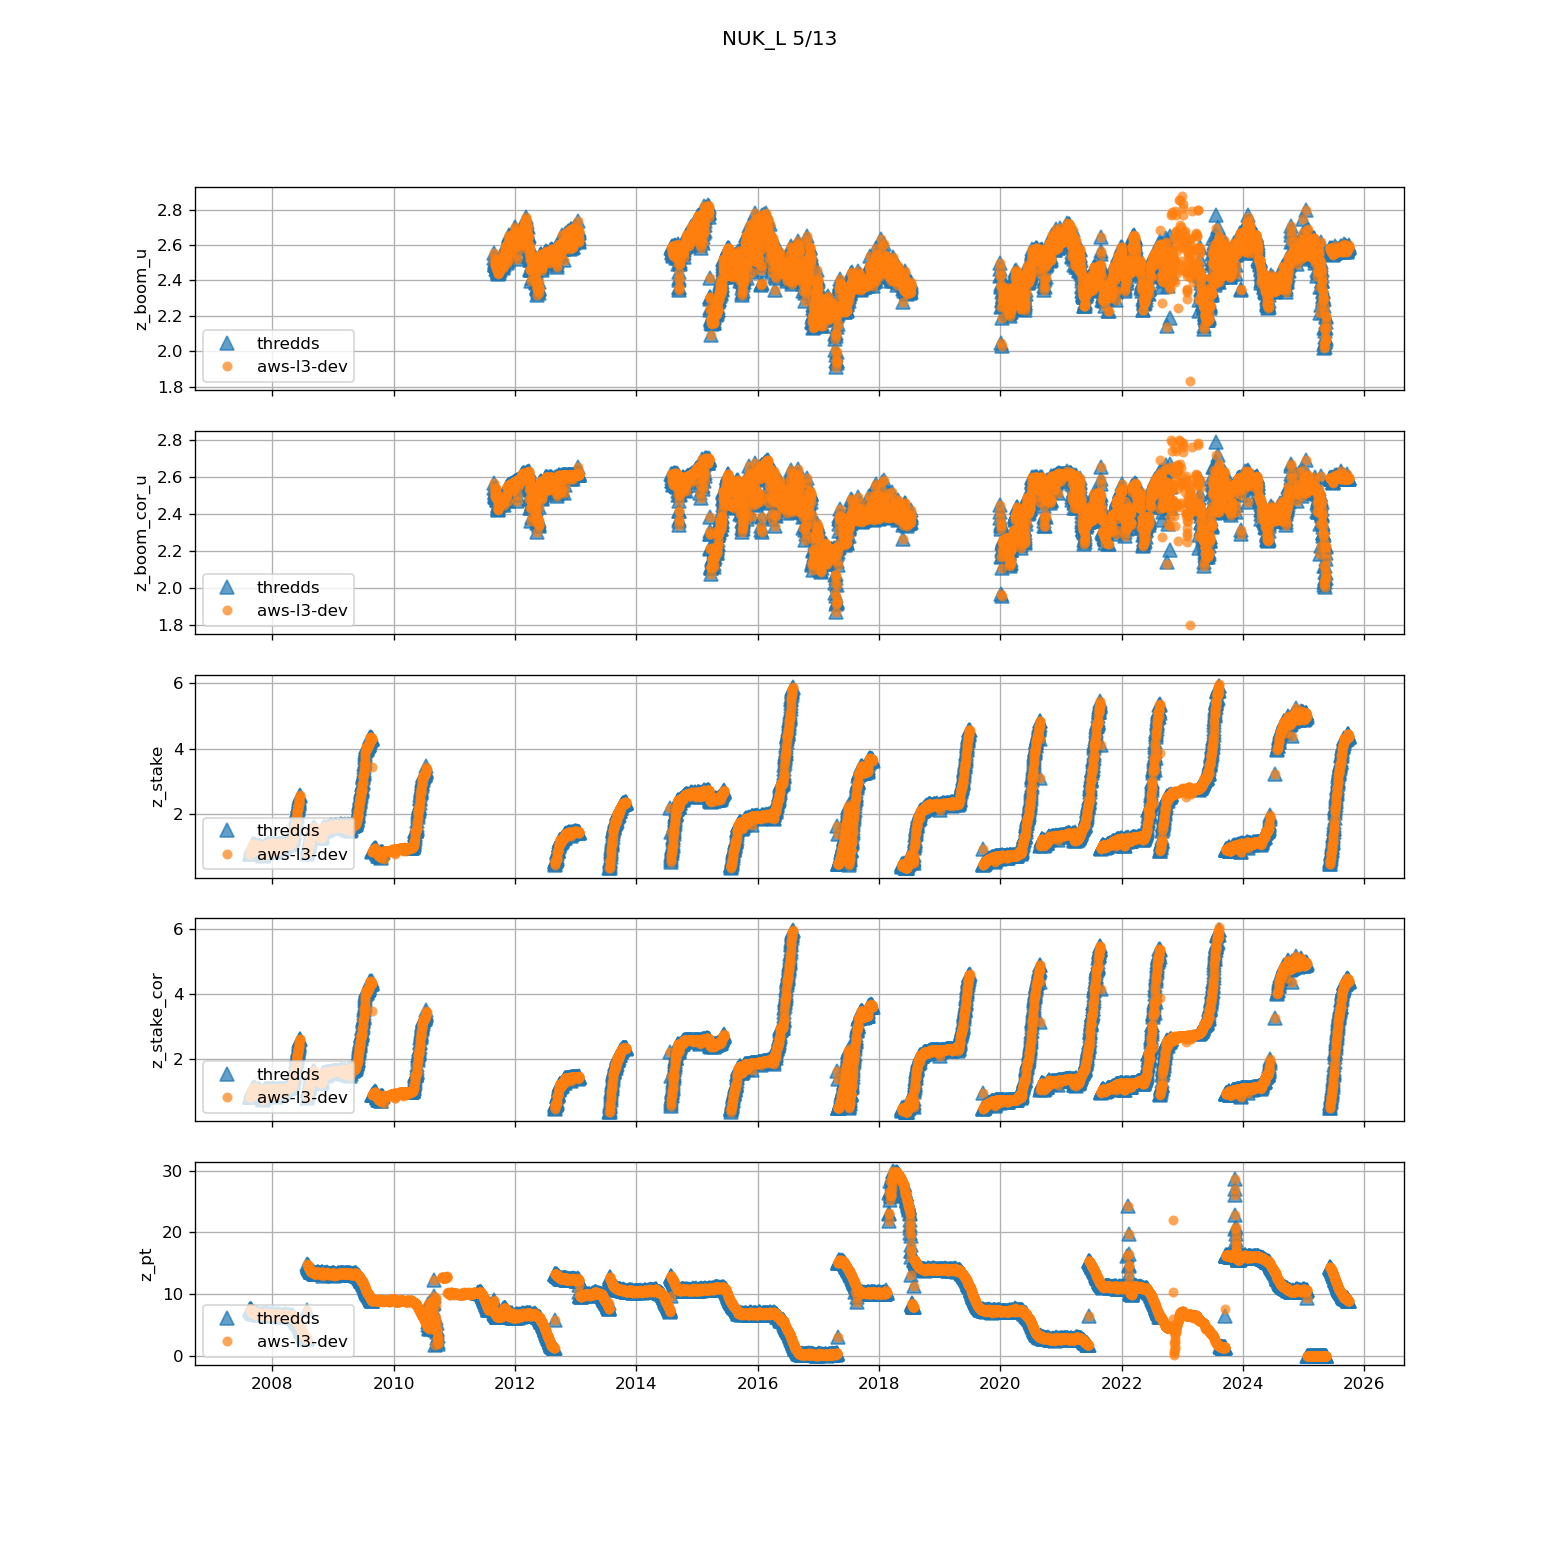 NUK_L 5/13
2.8
2.6
2.4
2.2
2.0
1.8
z_boom_u
thredds
aws-l3-dev
2.8
2.6
2.4
2.2
2.0
1.8
z_boom_cor_u
thredds
aws-l3-dev
6
4
2
z_stake
thredds
aws-l3-dev
6
4
2
z_stake_cor
thredds
aws-l3-dev
30
20
10
0
z_pt
thredds
aws-l3-dev
2008 2010 2012 2014 2016 2018 2020 2022 2024 2026